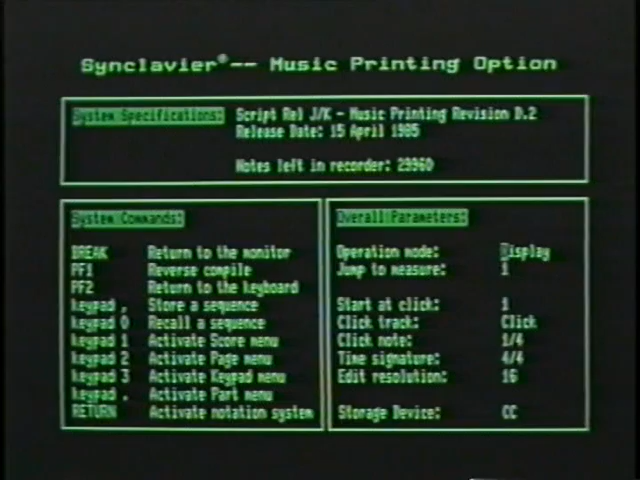 Synclavier®-- Music Printing Option
System Specifications: Script Rel J/K - Music Printing Revision D.2
Release Date: 15 April 1985
Notes left in recorder: 29960
System Commands:
BREAK Return to the monitor
PF1 Reverse compile
PF2 Return to the keyboard
keypad , Store a sequence
keypad 0 Recall a sequence
keypad 1 Activate Score menu
keypad 2 Activate Page menu
keypad 3 Activate Keypad menu
keypad . Activate Part menu
RETURN Activate notation system
Overall Parameters:
Operation mode: Display
Jump to measure: 1
Start at click: 1
Click track: Click
Click note: 1/4
Time signature: 4/4
Edit resolution: 16
Storage Device: CC